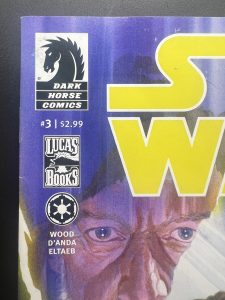 DARK
HORSE
COMICS
#3 | $2.99
S
W
LUCAS
BOOKS
WOOD
D'ANDA
ELTAEB